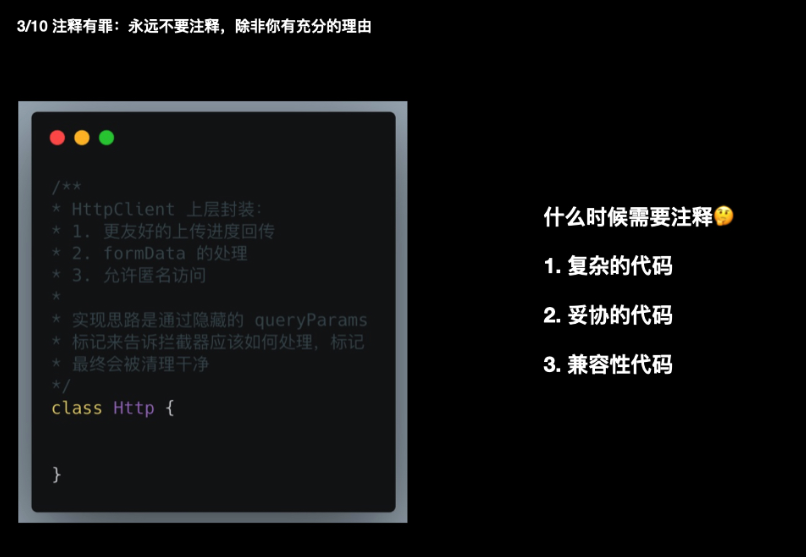 3/10 注释有罪：永远不要注释，除非你有充分的理由
/**
* HttpClient 上层封装：
* 1. 更友好的上传进度回传
* 2. formData 的处理
* 3. 允许匿名访问
*
* 实现思路是通过隐藏的 queryParams
* 标记来告诉拦截器应该如何处理，标记
* 最终会被清理干净
*/
class Http {
}
什么时候需要注释🤔
1. 复杂的代码
2. 妥协的代码
3. 兼容性代码